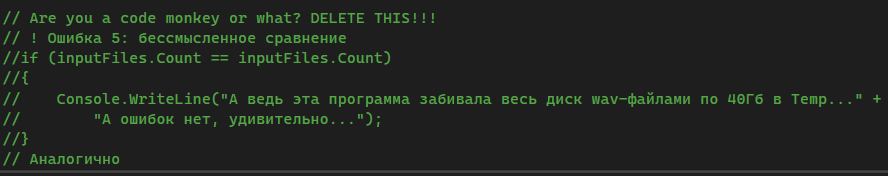 // Are you a code monkey or what? DELETE THIS!!!
// ! Ошибка 5: бессмысленное сравнение
//if (inputFiles.Count == inputFiles.Count)
//{
//    Console.WriteLine("А ведь эта программа забивала весь диск wav-файлами по 40Гб в Temp..." +
//        "А ошибок нет, удивительно...");
//}
// Аналогично